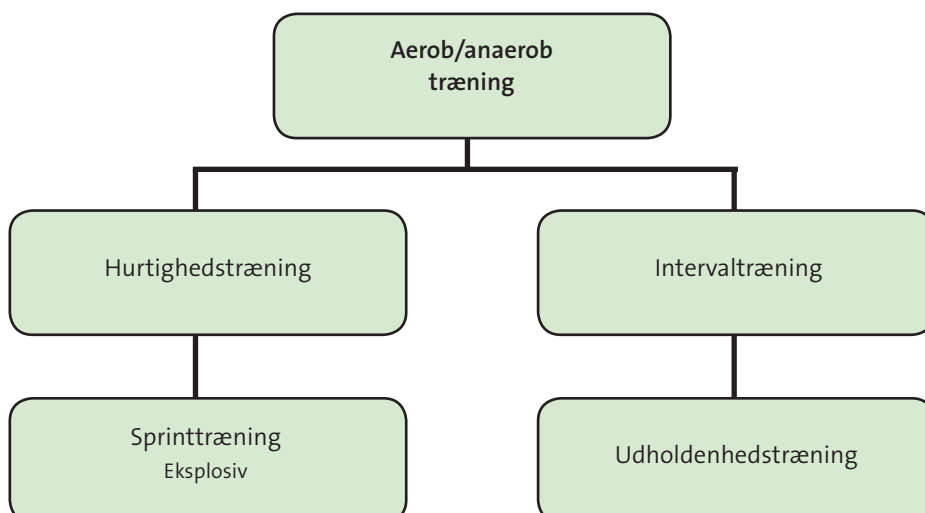 Aerob/anaerob
træning
Hurtighedstræning
Intervaltræning
Sprinttræning
Eksplosiv
Udholdenhedstræning